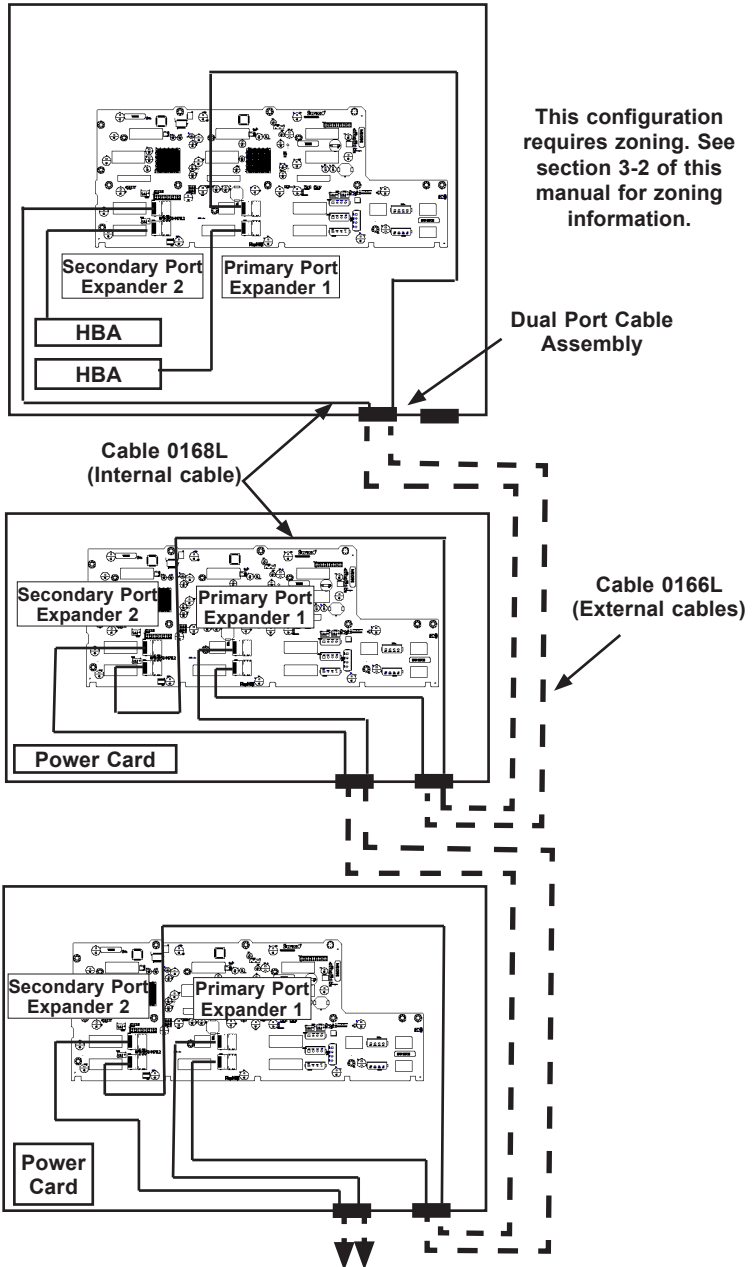 This configuration
requires zoning. See
section 3-2 of this
manual for zoning
information.
Secondary Port
Expander 2
Primary Port
Expander 1
HBA
HBA
Dual Port Cable
Assembly
Cable 0168L
(Internal cable)
Secondary Port
Expander 2
Primary Port
Expander 1
Cable 0166L
(External cables)
Power Card
Secondary Port
Expander 2
Primary Port
Expander 1
Power
Card